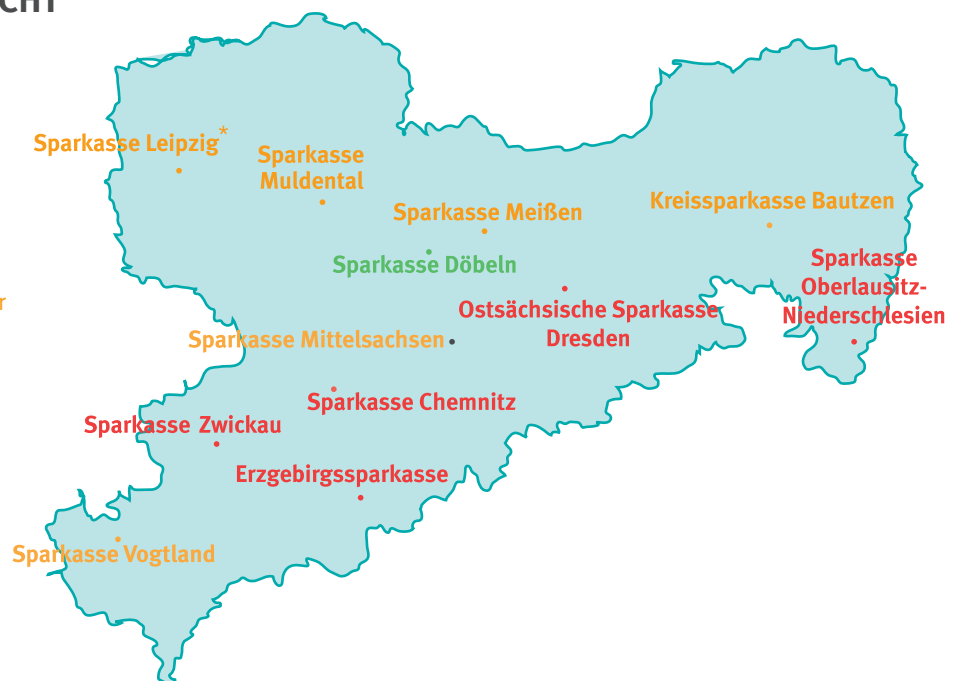 CHT
Sparkasse Leipzig*
Sparkasse
Muldental
Sparkasse Meißen
Kreissparkasse Bautzen
Sparkasse Döbeln
Sparkasse
Oberlausitz-
Niederschlesien
r
Ostsächsische Sparkasse
Dresden
Sparkasse Mittelsachsen
Sparkasse Chemnitz
Sparkasse Zwickau
Erzgebirgssparkasse
Sparkasse Vogtland